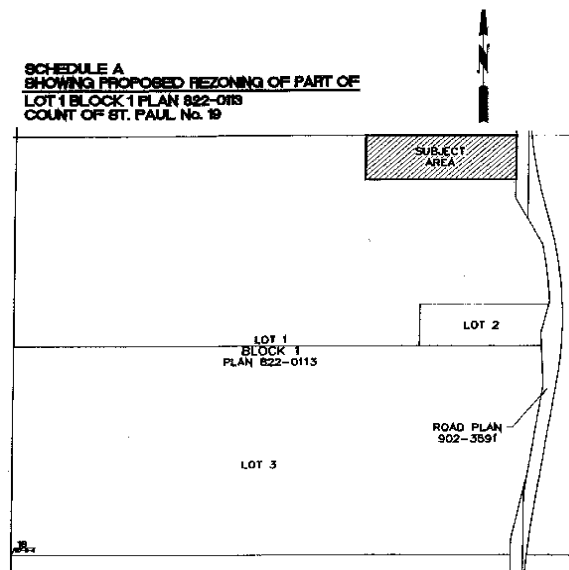 N
SCHEDULE A
SHOWING PROPOSED REZONING OF PART OF
LOT 1 BLOCK 1 PLAN 822-0113
COUNT OF ST. PAUL No. 19
SUBJECT
AREA
LOT 2
LOT 1
BLOCK 1
PLAN 822-0113
ROAD PLAN
902-3591
LOT 3